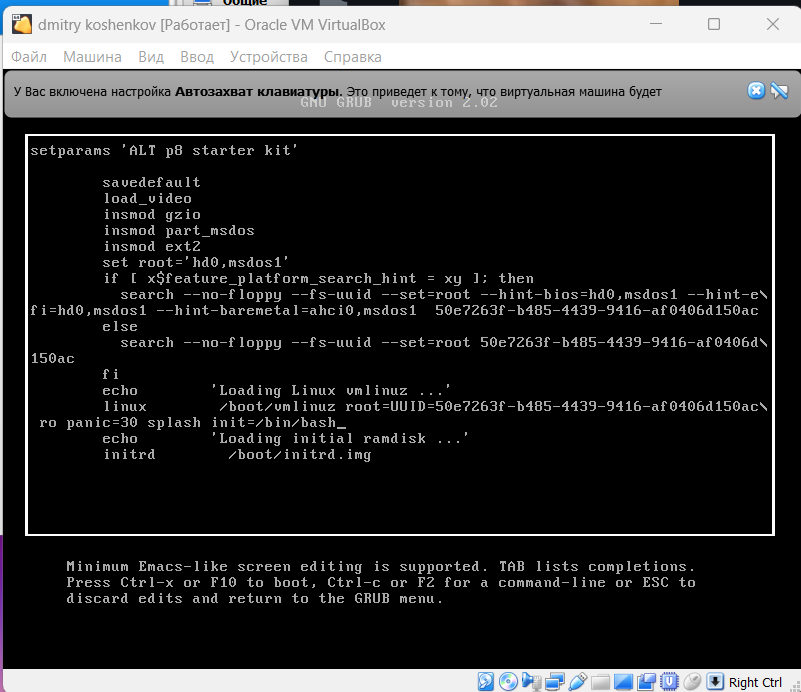 Общие
dmitry koshenkov [Работает] - Oracle VM VirtualBox
Файл Машина Вид Ввод Устройства Справка
У Вас включена настройка Автозахват клавиатуры. Это приведет к тому, что виртуальная машина будет
GNU GRUB version 2.02
setparams 'ALT p8 starter kit'
savedefault
load_video
insmod gzio
insmod part_msdos
insmod ext2
set root='hd0,msdos1'
if [ x$feature_platform_search_hint = xy ]; then
search --no-floppy --fs-uuid --set=root --hint-bios=hd0,msdos1 --hint-e\
fi=hd0,msdos1 --hint-baremetal=ahci0,msdos1 50e7263f-b485-4439-9416-af0406d150ac
else
search --no-floppy --fs-uuid --set=root 50e7263f-b485-4439-9416-af0406d\
150ac
fi
echo 'Loading Linux vmlinuz ...'
linux /boot/vmlinuz root=UUID=50e7263f-b485-4439-9416-af0406d150ac\
ro panic=30 splash init=/bin/bash_
echo 'Loading initial ramdisk ...'
initrd /boot/initrd.img
Minimum Emacs-like screen editing is supported. TAB lists completions.
Press Ctrl-x or F10 to boot, Ctrl-c or F2 for a command-line or ESC to
discard edits and return to the GRUB menu.
Right Ctrl